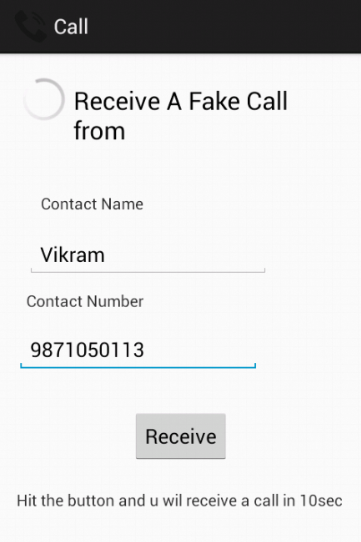 Call
Receive A Fake Call
from
Contact Name
Vikram
Contact Number
9871050113
Receive
Hit the button and u wil receive a call in 10sec